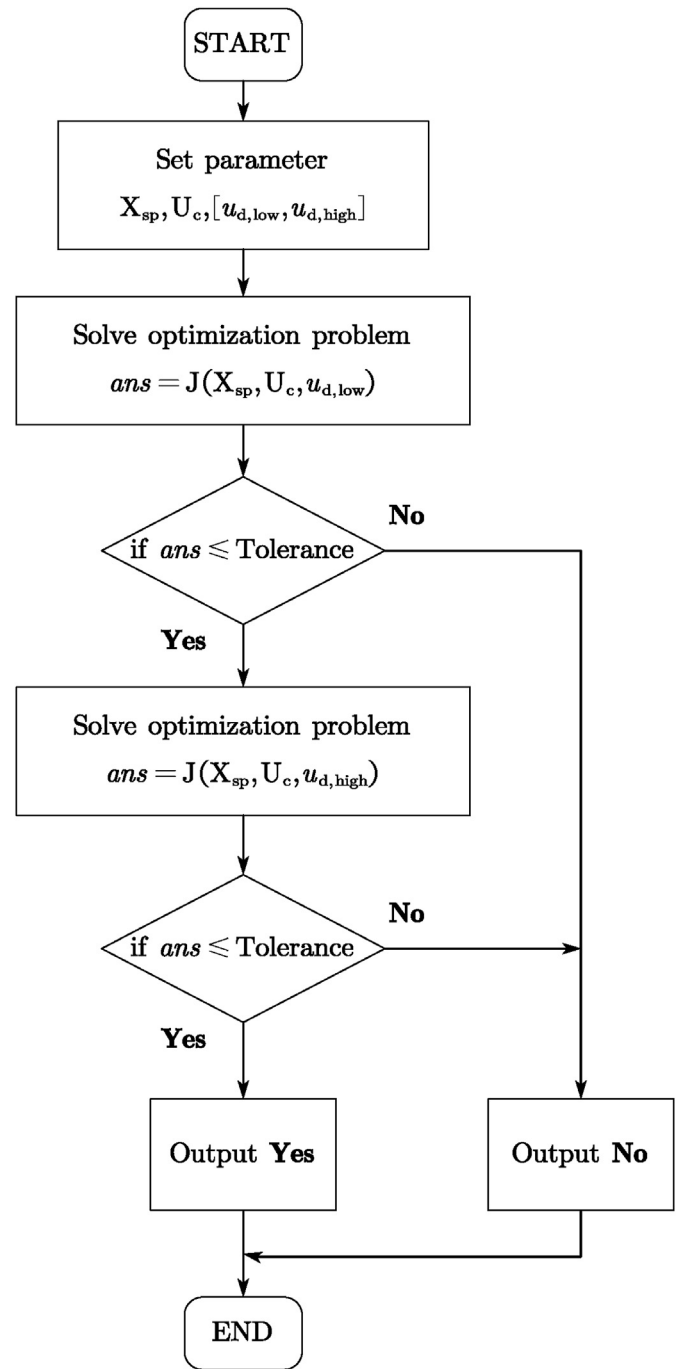 START
Set parameter
X_sp, U_c, [u_d,low, u_d,high]
Solve optimization problem
ans = J(X_sp, U_c, u_d,low)
if ans ⩽ Tolerance
No
Yes
Solve optimization problem
ans = J(X_sp, U_c, u_d,high)
if ans ⩽ Tolerance
No
Yes
Output Yes
Output No
END